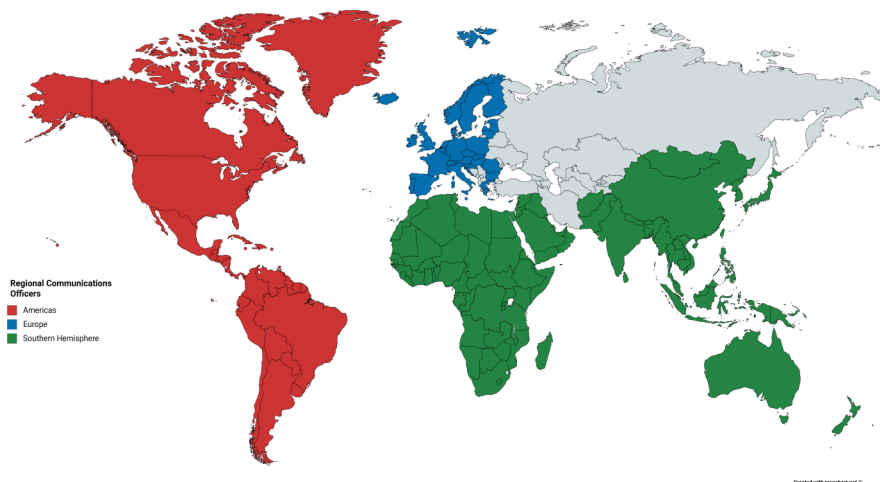 Regional Communications
Officers
Americas
Europe
Southern Hemisphere